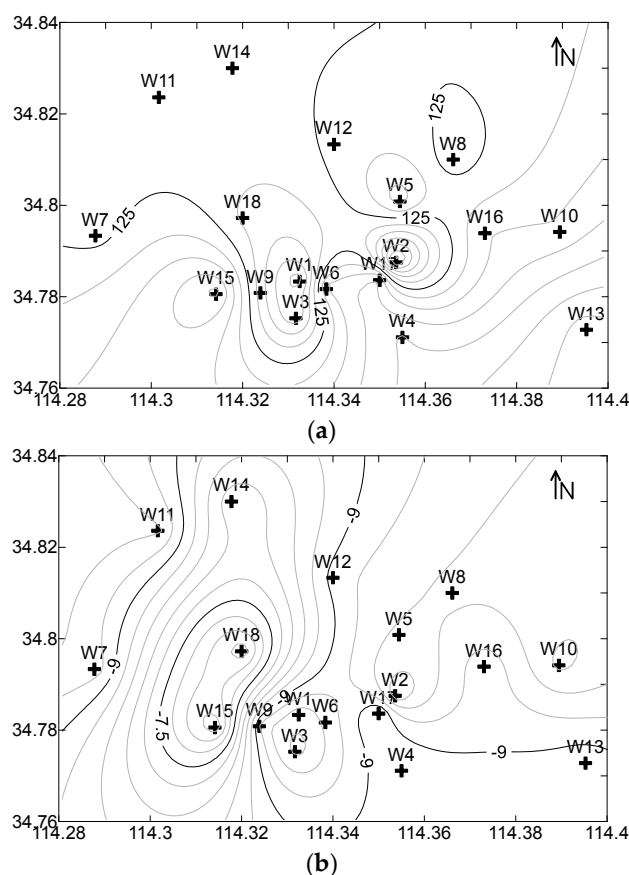 34.84
N
W14
W11
34.82
125
W12
W8
W5
34.8
W18
125
125
W7
W16
W10
W2
W15
W9
W1
W6
W17
34.78
W3
125
W4
W13
34.76
114.28
114.3
114.32
114.34
114.36
114.38
114.4
(a)
34.84
N
W14
-9
W11
34.82
W12
W8
W5
34.8
W18
W7
-9
W16
W10
W2
-7.5
W15
W9
-9
W1
W6
W17
34.78
W3
-9
W4
-9
W13
34.76
114.28
114.3
114.32
114.34
114.36
114.38
114.4
(b)